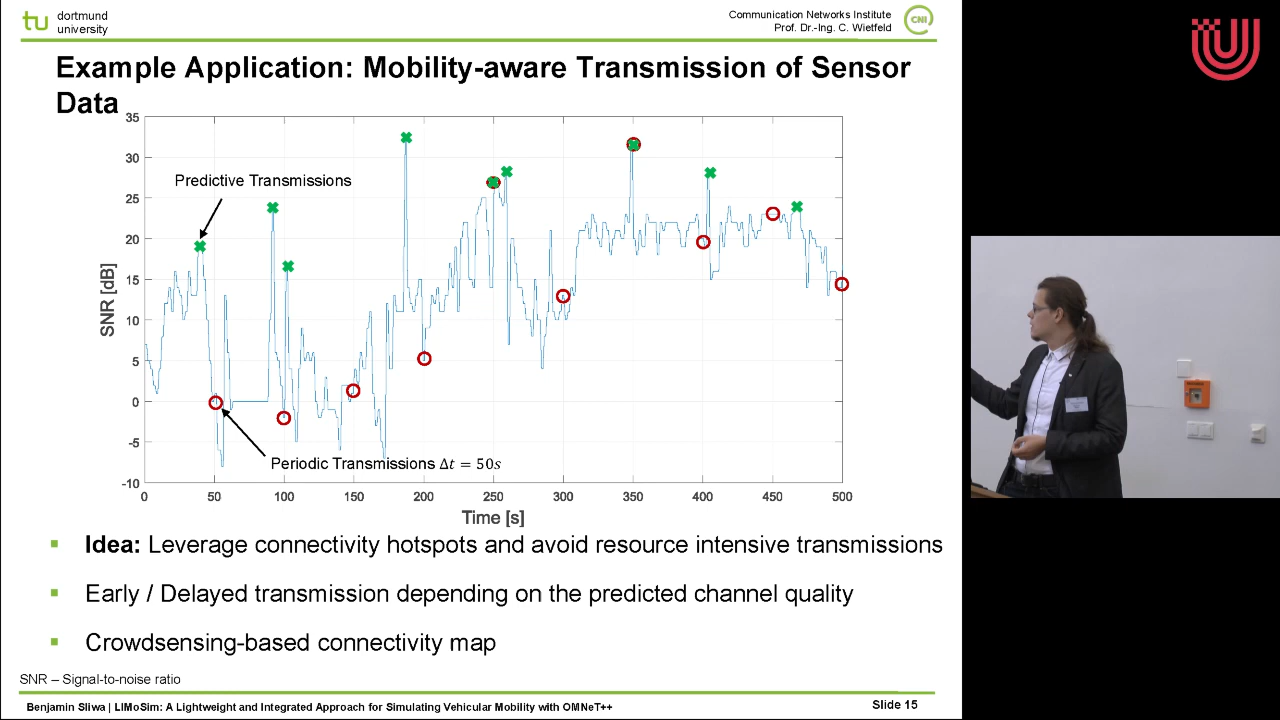 tu dortmund
university
Communication Networks Institute
Prof. Dr.-Ing. C. Wietfeld
CNI
Example Application: Mobility-aware Transmission of Sensor
Data
35
30
25
20
15
10
5
0
-5
-10
SNR [dB]
Predictive Transmissions
Periodic Transmissions Δt = 50s
0 50 100 150 200 250 300 350 400 450 500
Time [s]
▪ Idea: Leverage connectivity hotspots and avoid resource intensive transmissions
▪ Early / Delayed transmission depending on the predicted channel quality
▪ Crowdsensing-based connectivity map
SNR – Signal-to-noise ratio
Benjamin Sliwa | LIMoSim: A Lightweight and Integrated Approach for Simulating Vehicular Mobility with OMNeT++
Slide 15